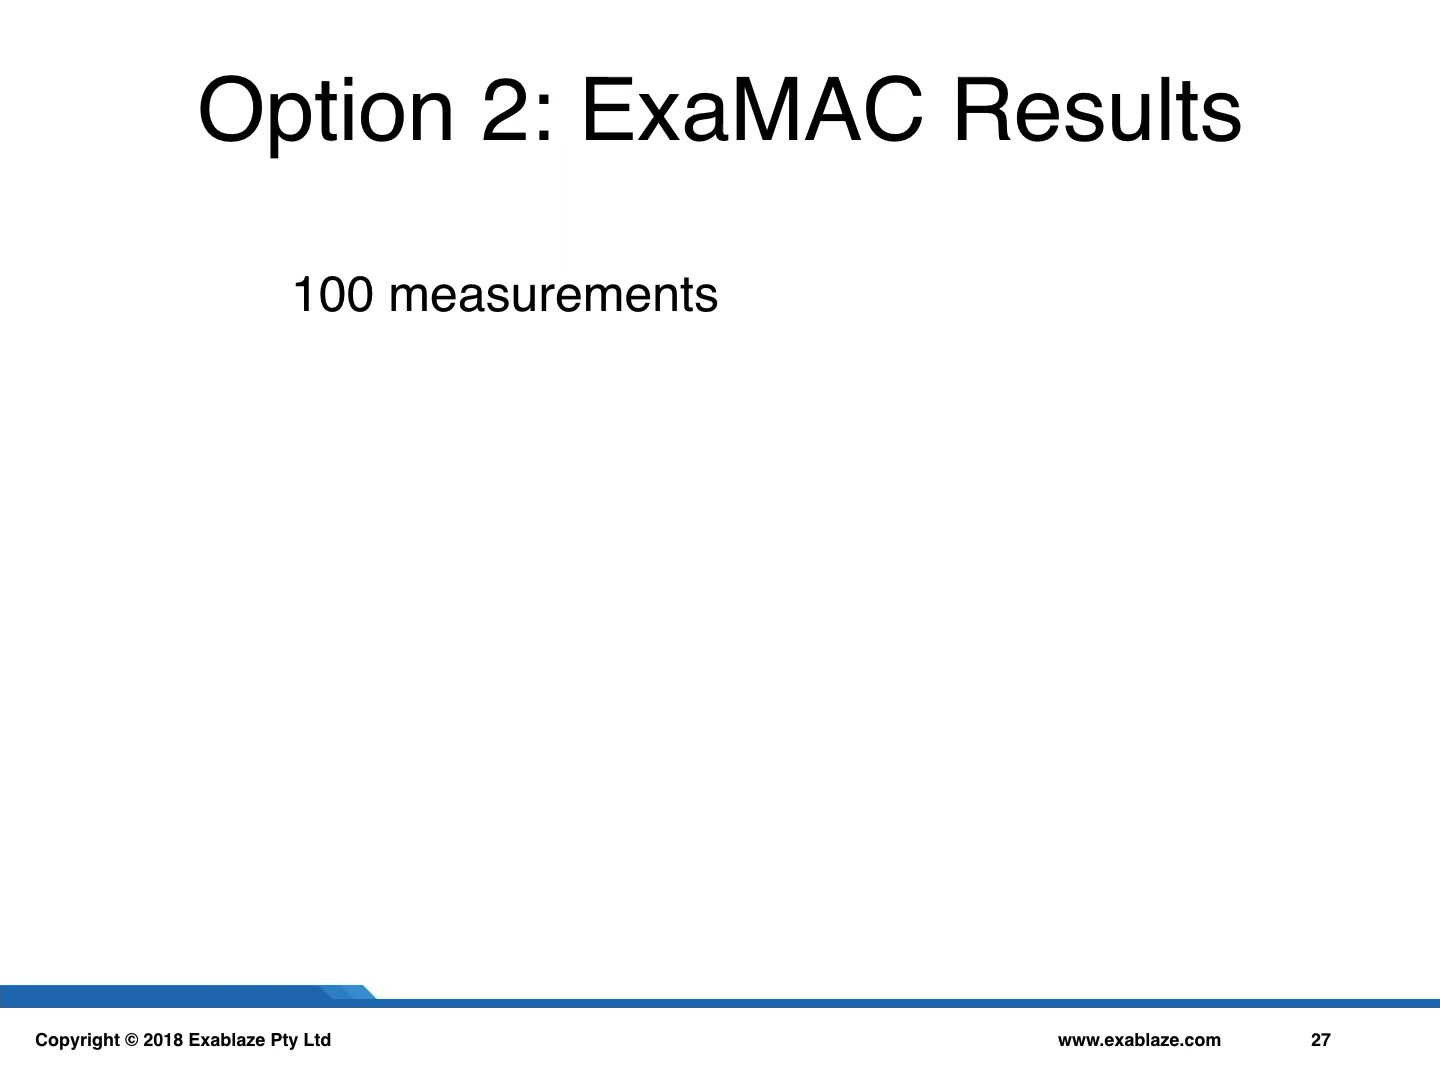 Option 2: ExaMAC Results
100 measurements
Copyright © 2018 Exablaze Pty Ltd
www.exablaze.com
27